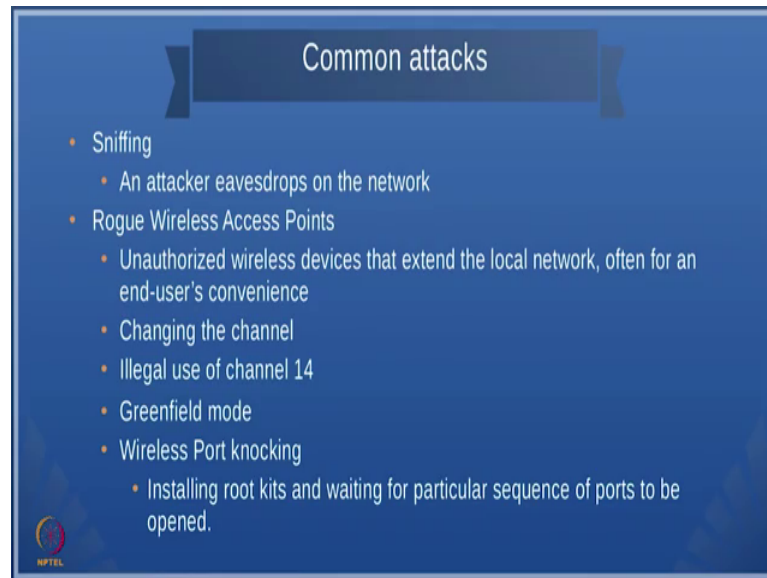 Common attacks
• Sniffing
• An attacker eavesdrops on the network
• Rogue Wireless Access Points
• Unauthorized wireless devices that extend the local network, often for an
end-user's convenience
• Changing the channel
• Illegal use of channel 14
• Greenfield mode
• Wireless Port knocking
• Installing root kits and waiting for particular sequence of ports to be
opened.
NPTEL